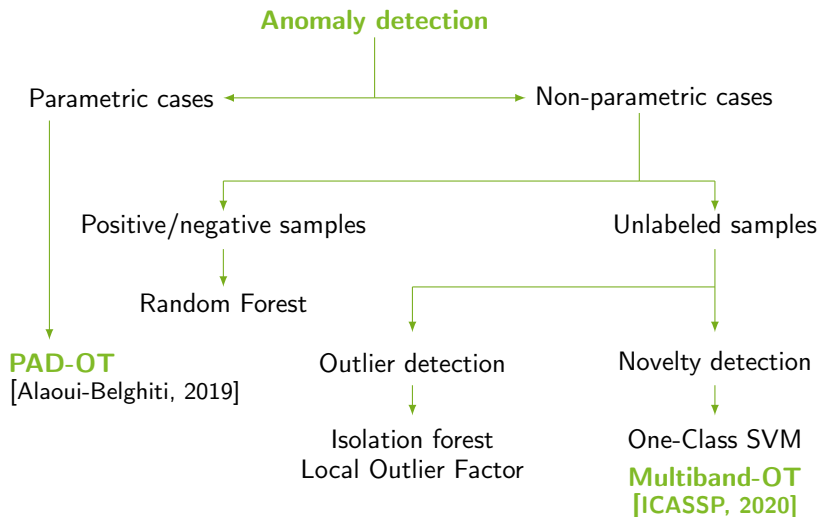 Anomaly detection
Parametric cases
Non-parametric cases
Positive/negative samples
Unlabeled samples
Random Forest
PAD-OT
[Alaoui-Belghiti, 2019]
Outlier detection
Novelty detection
Isolation forest
Local Outlier Factor
One-Class SVM
Multiband-OT
[ICASSP, 2020]